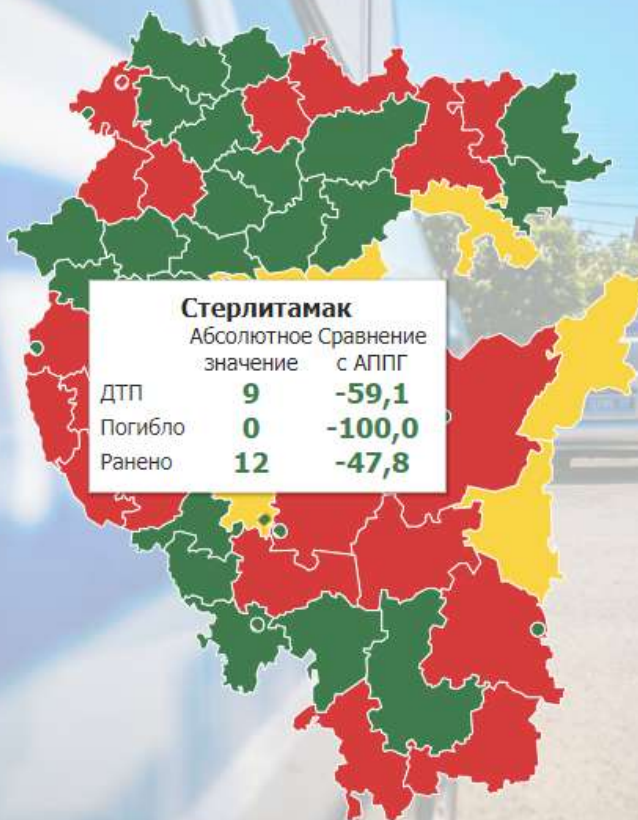 Стерлитамак
Абсолютное Сравнение
значение с АППГ
ДТП 9 -59,1
Погибло 0 -100,0
Ранено 12 -47,8